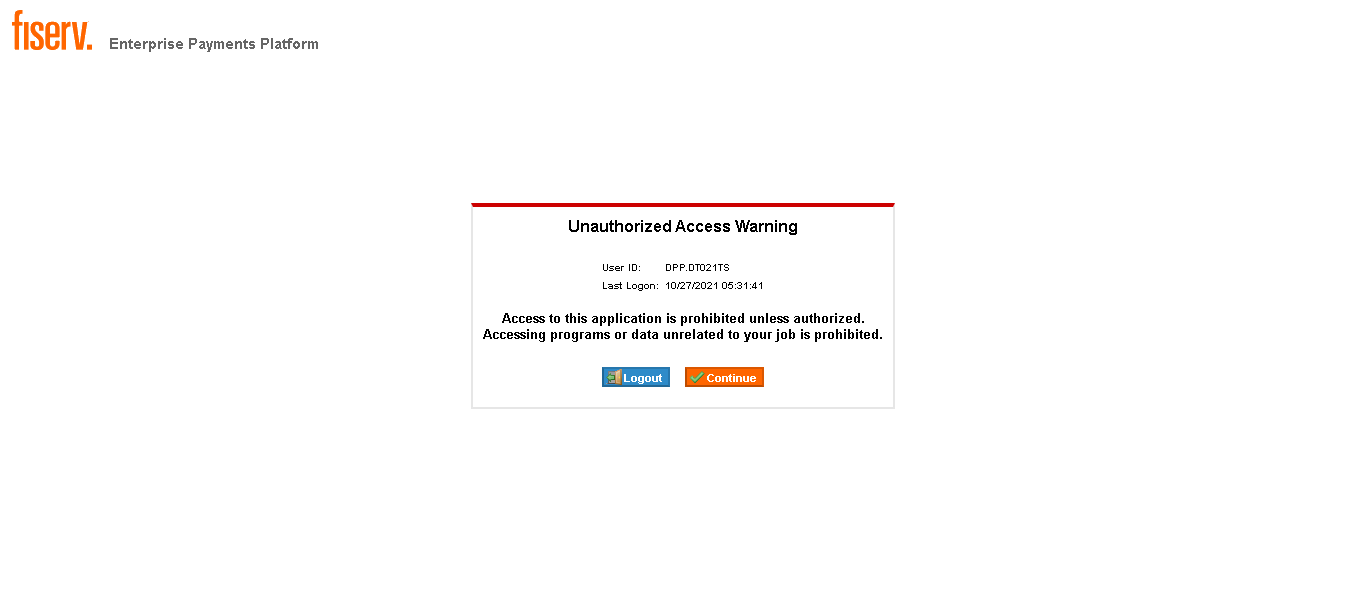 fiserv. Enterprise Payments Platform
Unauthorized Access Warning
User ID: DPP.DT021TS
Last Logon: 10/27/2021 05:31:41
Access to this application is prohibited unless authorized.
Accessing programs or data unrelated to your job is prohibited.
Logout Continue